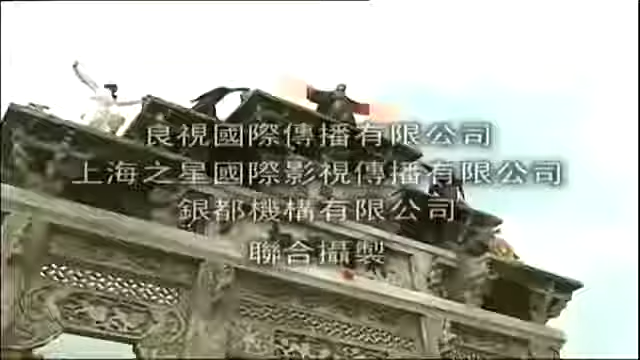 良視國際傳播有限公司
上海之星國際影視傳播有限公司
銀都機構有限公司
聯合攝製